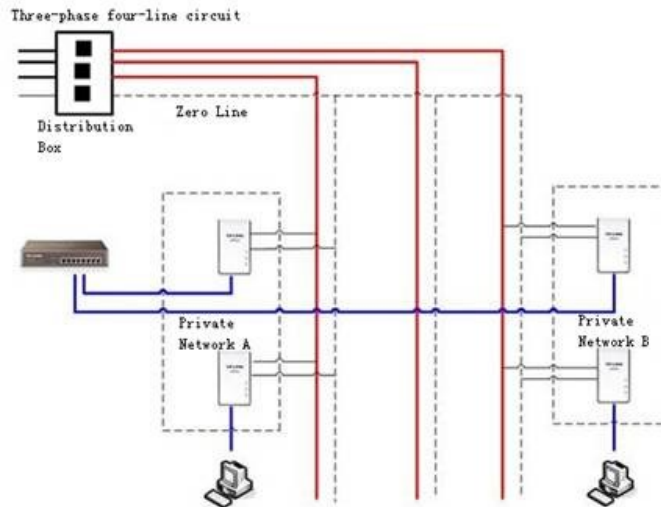 Three-phase four-line circuit
Zero Line
Distribution
Box
Private
Network A
Private
Network B